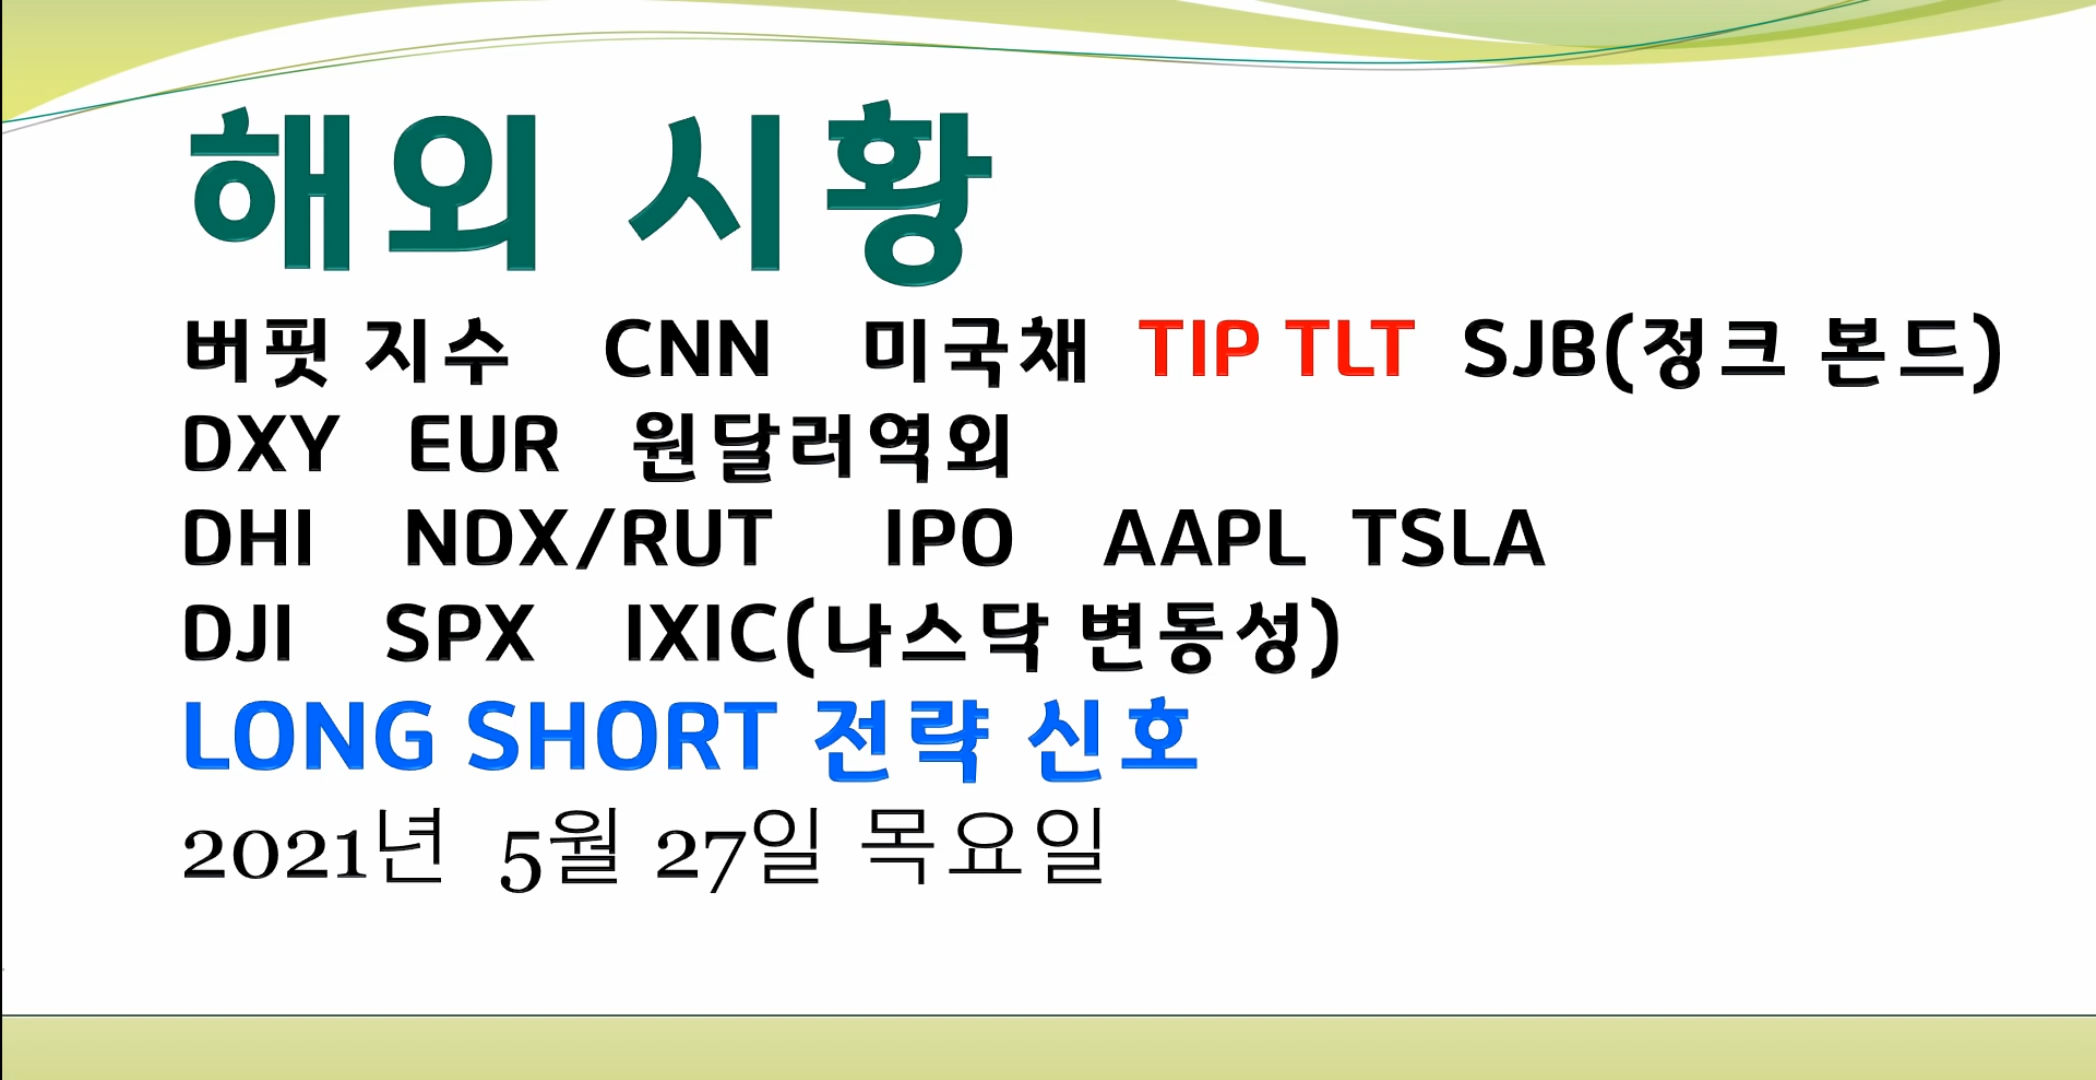 해외 시황
버핏 지수 CNN 미국채 TIP TLT SJB(정크 본드)
DXY EUR 원달러역외
DHI NDX/RUT IPO AAPL TSLA
DJI SPX IXIC(나스닥 변동성)
LONG SHORT 전략 신호
2021년 5월 27일 목요일